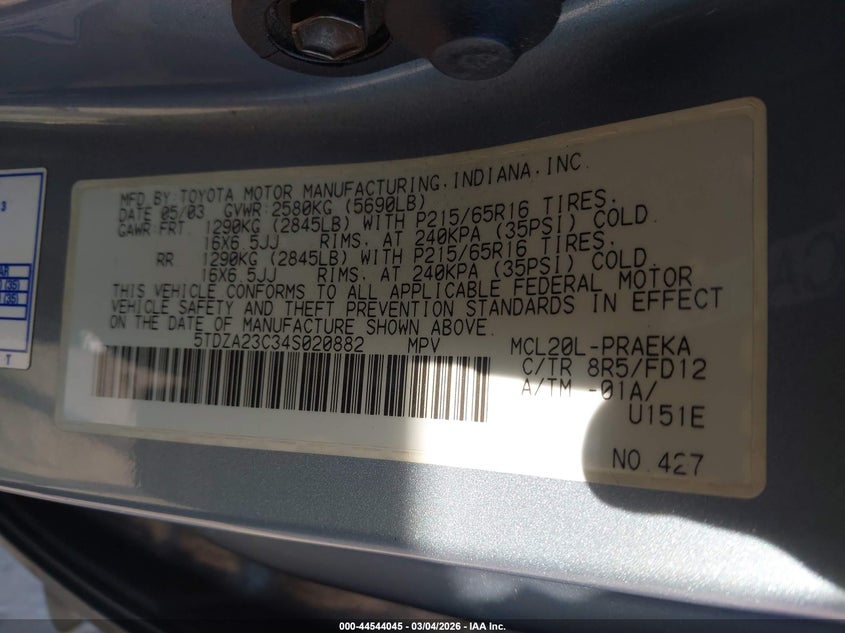 MFD.BY:TOYOTA MOTOR MANUFACTURING,INDIANA,INC.
DATE 05/03 GVWR:2580KG (5690LB)
GAWR:FRT. 1290KG (2845LB) WITH P215/65R16 TIRES,
16X6.5JJ RIMS, AT 240KPA (35PSI) COLD.
RR. 1290KG (2845LB) WITH P215/65R16 TIRES,
16X6.5JJ RIMS, AT 240KPA (35PSI) COLD.
THIS VEHICLE CONFORMS TO ALL APPLICABLE FEDERAL MOTOR
VEHICLE SAFETY AND THEFT PREVENTION STANDARDS IN EFFECT
ON THE DATE OF MANUFACTURE SHOWN ABOVE.
5TDZA23C34S020882 MPV MCL20L-PRAEKA
C/TR 8R5/FD12
A/TM -01A/
U151E
NO.427
3
(35)
(35)
T
000-44544045 - 03/04/2026 - IAA Inc.